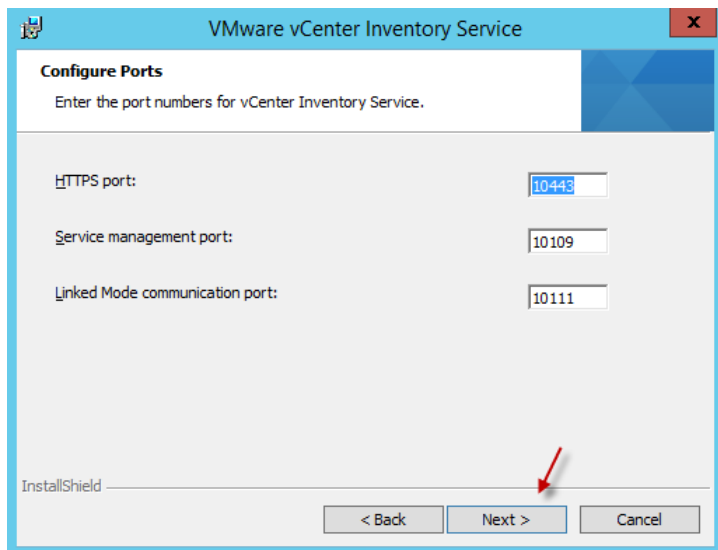 VMware vCenter Inventory Service
x
Configure Ports
Enter the port numbers for vCenter Inventory Service.
HTTPS port: 10443
Service management port: 10109
Linked Mode communication port: 10111
InstallShield
< Back Next > Cancel